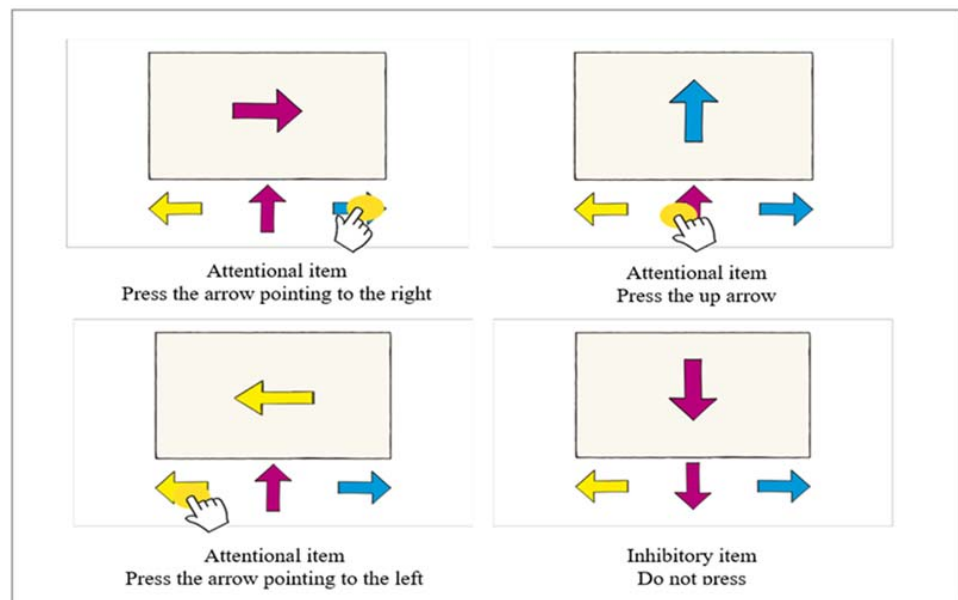 Attentional item
Press the arrow pointing to the right
Attentional item
Press the up arrow
Attentional item
Press the arrow pointing to the left
Inhibitory item
Do not press